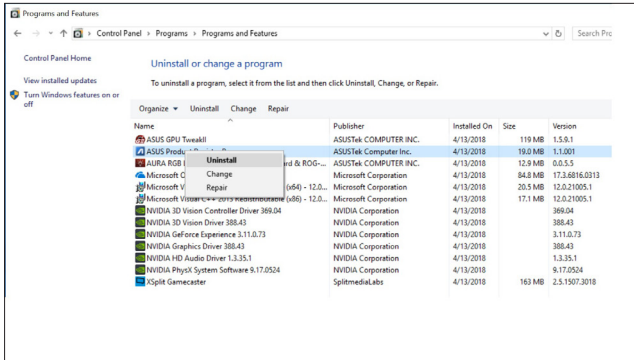 Programs and Features
Control Panel > Programs > Programs and Features
Search Pro
Control Panel Home
View installed updates
Turn Windows features on or
off
Uninstall or change a program
To uninstall a program, select it from the list and then click Uninstall, Change, or Repair.
Organize Uninstall Change Repair
Name Publisher Installed On Size Version
ASUS GPU TweakII ASUSTek COMPUTER INC. 4/13/2018 119 MB 1.5.9.1
ASUS Product ASUSTek Computer Inc. 4/13/2018 19.0 MB 1.1.001
AURA RGB rd & ROG-... ASUSTek COMPUTER INC. 4/13/2018 12.9 MB 0.0.5.5
Microsoft O Microsoft Corporation 4/13/2018 84.8 MB 17.3.6816.0313
Microsoft V (x64) - 12.0... Microsoft Corporation 4/13/2018 20.5 MB 12.0.21005.1
Microsoft Visual C++ 2013 Redistributable (x86) - 12.0... Microsoft Corporation 4/13/2018 17.1 MB 12.0.21005.1
NVIDIA 3D Vision Controller Driver 369.04 NVIDIA Corporation 4/13/2018 369.04
NVIDIA 3D Vision Driver 388.43 NVIDIA Corporation 4/13/2018 388.43
NVIDIA GeForce Experience 3.11.0.73 NVIDIA Corporation 4/13/2018 3.11.0.73
NVIDIA Graphics Driver 388.43 NVIDIA Corporation 4/13/2018 388.43
NVIDIA HD Audio Driver 1.3.35.1 NVIDIA Corporation 4/13/2018 1.3.35.1
NVIDIA PhysX System Software 9.17.0524 NVIDIA Corporation 4/13/2018 9.17.0524
XSplit Gamecaster SplitmediaLabs 4/13/2018 163 MB 2.5.1507.3018
Uninstall
Change
Repair